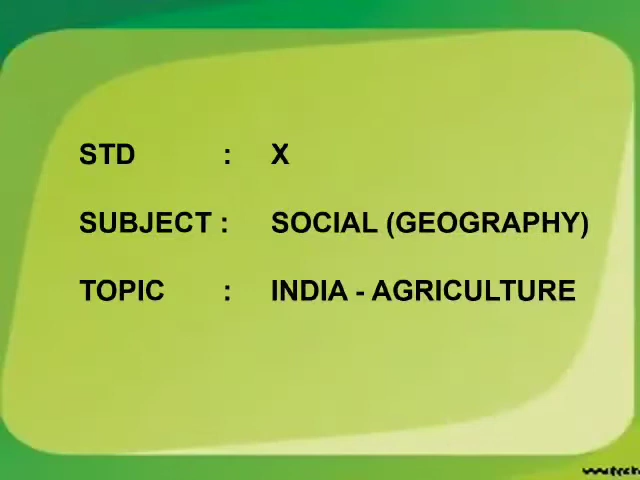 STD : X
SUBJECT : SOCIAL (GEOGRAPHY)
TOPIC : INDIA - AGRICULTURE